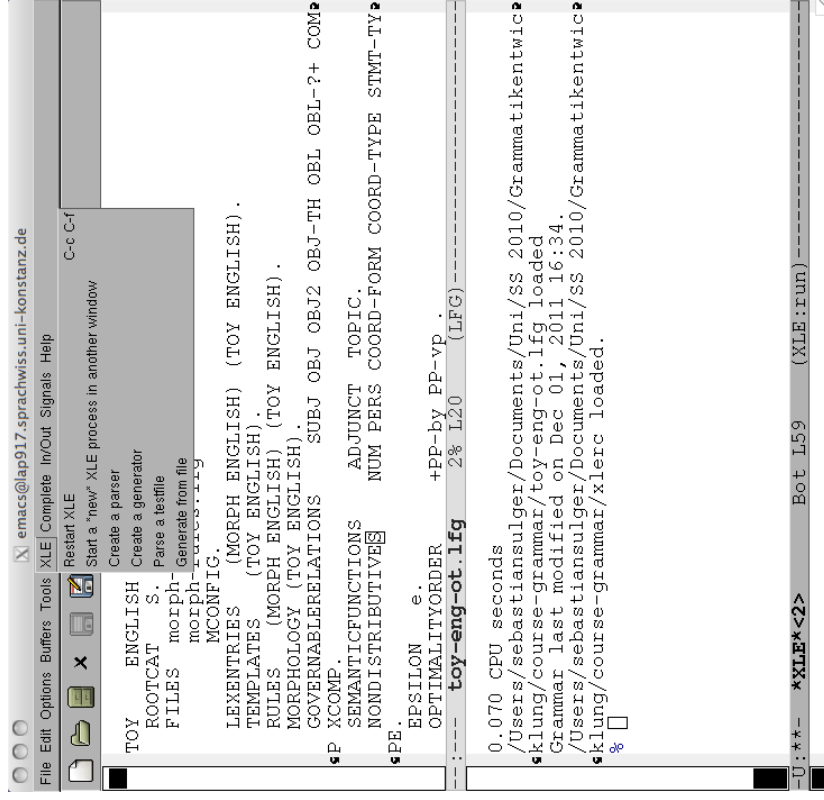 emacs@lap917.sprachwiss.uni-konstanz.de
File Edit Options Buffers Tools XLE Complete In/Out Signals Help
Restart XLE C-c C-f
Start a "new" XLE process in another window
Create a parser
Create a generator
Parse a testfile
Generate from file
TOY ENGLISH
ROOTCAT S.
FILES morph-
morph-rules.lfg
MCONFIG.
LEXENTRIES (MORPH ENGLISH) (TOY ENGLISH).
TEMPLATES (TOY ENGLISH).
RULES (MORPH ENGLISH) (TOY ENGLISH).
MORPHOLOGY (TOY ENGLISH).
GOVERNABLERELATIONS SUBJ OBJ OBJ2 OBJ-TH OBL OBL-?+ COM
P XCOMP.
SEMANTICFUNCTIONS ADJUNCT TOPIC.
NONDISTRIBUTIVES NUM PERS COORD-FORM COORD-TYPE STMT-TY
PE.
EPSILON e.
OPTIMALITYORDER +PP-by PP-vp .
--:--- toy-eng-ot.lfg 2% L20 (LFG)
0.070 CPU seconds
/Users/sebastiansulger/Documents/Uni/SS 2010/Grammatikentwic
klung/course-grammar/toy-eng-ot.lfg loaded
Grammar last modified on Dec 01, 2011 16:34.
/Users/sebastiansulger/Documents/Uni/SS 2010/Grammatikentwic
klung/course-grammar/xlerc loaded.
%
-U:**- *XLE*<2> Bot L59 (XLE:run)